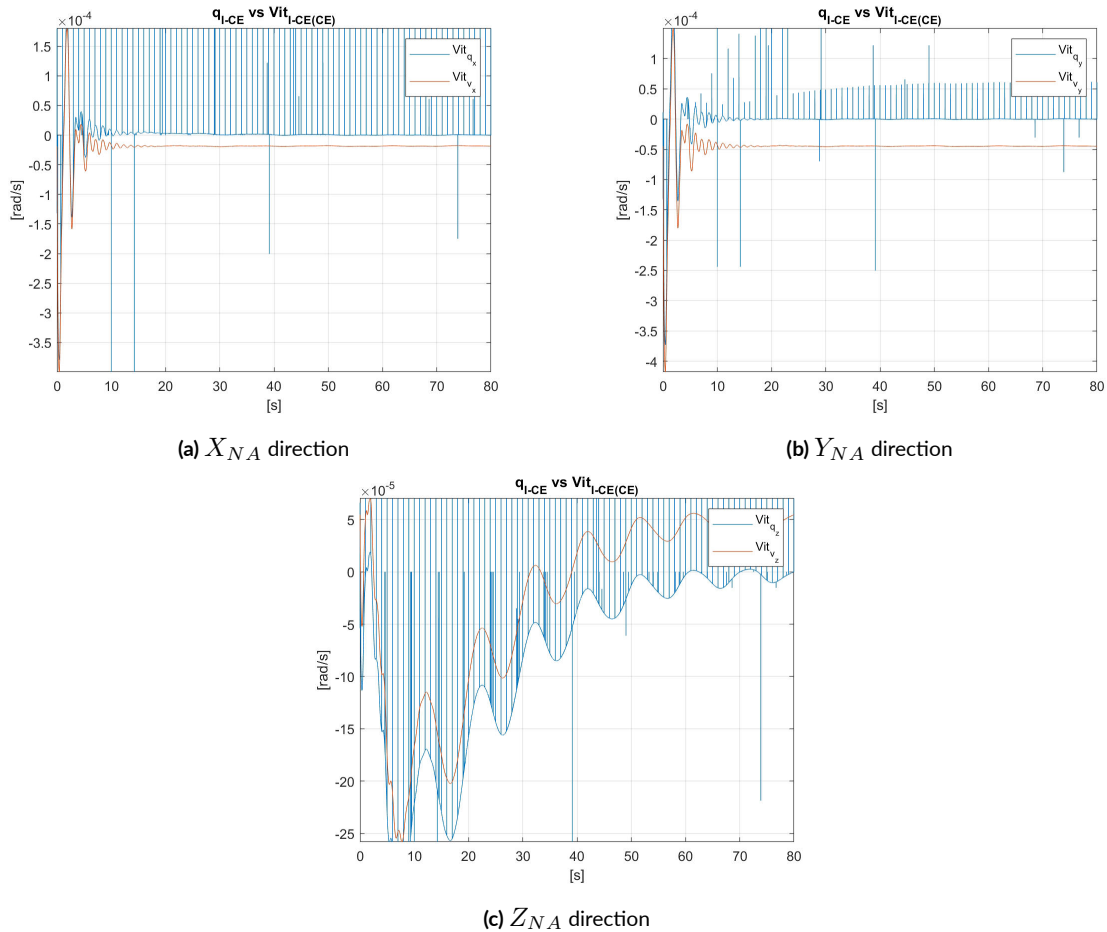 q_I-CE vs Vit_I-CE(CE)
×10^-4
1.5
1
0.5
0
-0.5
-1
-1.5
-2
-2.5
-3
-3.5
[rad/s]
Vit_q_x
Vit_v_x
0 10 20 30 40 50 60 70 80
[s]
(a) X_NA direction
q_I-CE vs Vit_I-CE(CE)
×10^-4
1
0.5
0
-0.5
-1
-1.5
-2
-2.5
-3
-3.5
-4
[rad/s]
Vit_q_y
Vit_v_y
0 10 20 30 40 50 60 70 80
[s]
(b) Y_NA direction
q_I-CE vs Vit_I-CE(CE)
×10^-5
5
0
-5
-10
-15
-20
-25
[rad/s]
Vit_q_z
Vit_v_z
0 10 20 30 40 50 60 70 80
[s]
(c) Z_NA direction